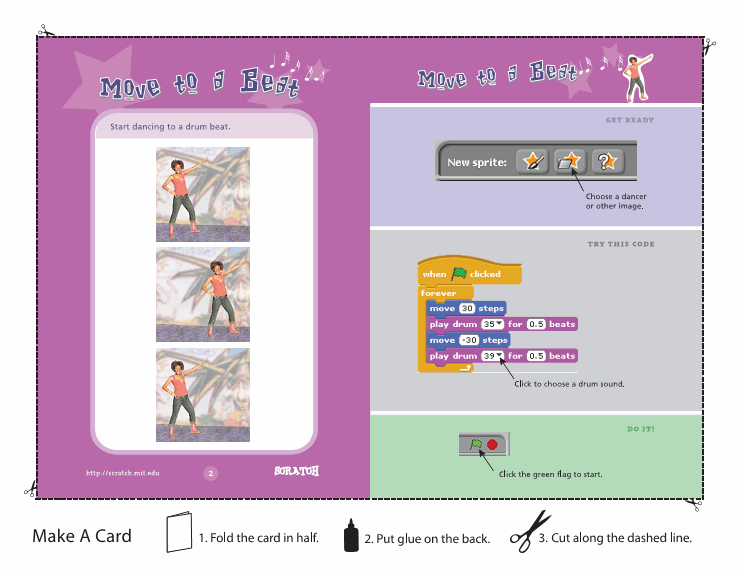 Move to a Beat
Start dancing to a drum beat.
http://scratch.mit.edu
2
SCRATCH
Move to a Beat
GET READY
New sprite:
Choose a dancer
or other image.
TRY THIS CODE
when clicked
forever
move 30 steps
play drum 35 for 0.5 beats
move -30 steps
play drum 39 for 0.5 beats
Click to choose a drum sound.
DO IT!
Click the green flag to start.
Make A Card
1. Fold the card in half.
2. Put glue on the back.
3. Cut along the dashed line.